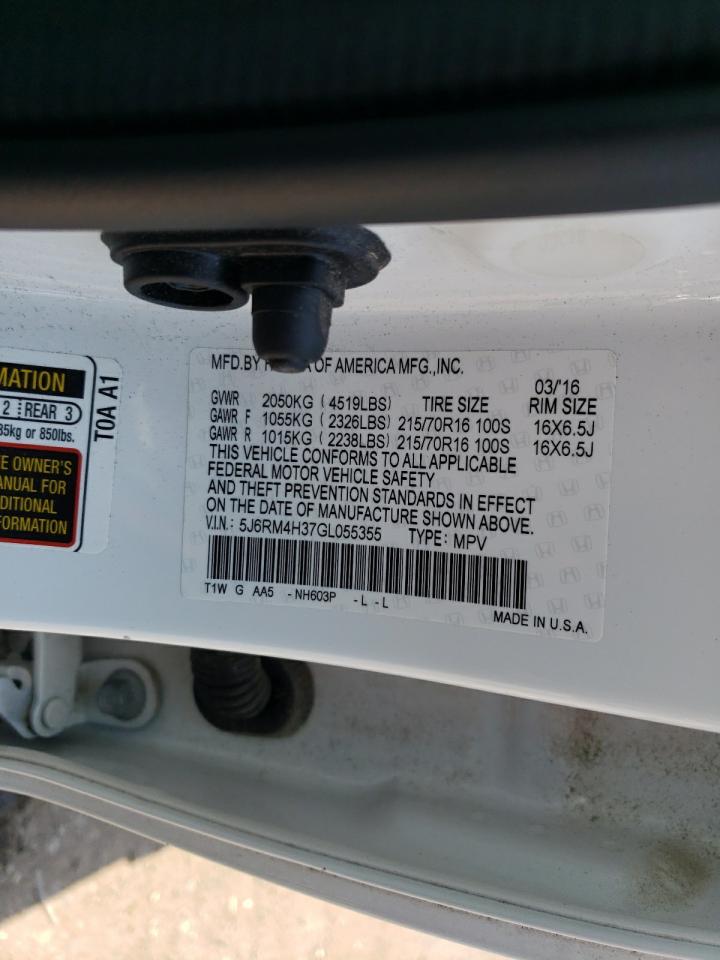 MATION
2 REAR 3
35kg or 850lbs.
E OWNER'S
ANUAL FOR
DITIONAL
FORMATION
TOA A1
MFD.BY OF AMERICA MFG.,INC.
03/'16
GVWR 2050KG ( 4519LBS) TIRE SIZE RIM SIZE
GAWR F 1055KG ( 2326LBS) 215/70R16 100S 16X6.5J
GAWR R 1015KG ( 2238LBS) 215/70R16 100S 16X6.5J
THIS VEHICLE CONFORMS TO ALL APPLICABLE
FEDERAL MOTOR VEHICLE SAFETY
AND THEFT PREVENTION STANDARDS IN EFFECT
ON THE DATE OF MANUFACTURE SHOWN ABOVE.
V.I.N.: 5J6RM4H37GL055355 TYPE: MPV
T1W G AA5 -NH603P -L -L
MADE IN U.S.A.